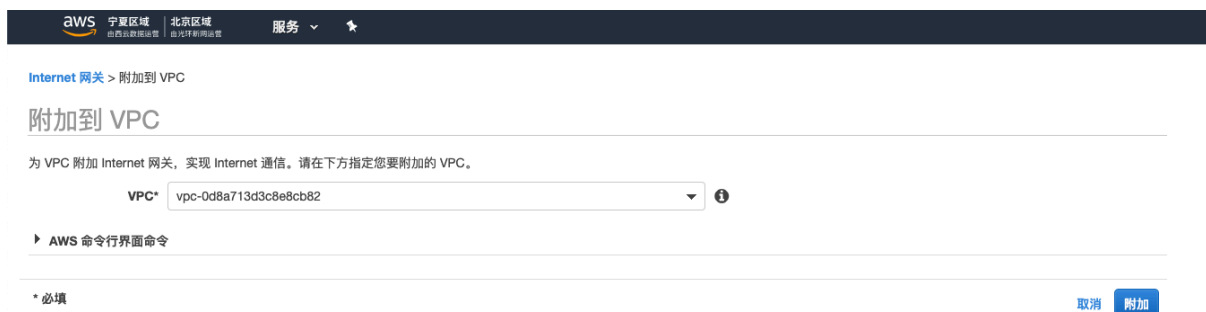 aws 宁夏区域 北京区域 服务
由西云数据运营 由光环新网运营
Internet 网关 > 附加到 VPC
附加到 VPC
为 VPC 附加 Internet 网关，实现 Internet 通信。请在下方指定您要附加的 VPC。
VPC* vpc-0d8a713d3c8e8cb82
AWS 命令行界面命令
* 必填 取消 附加